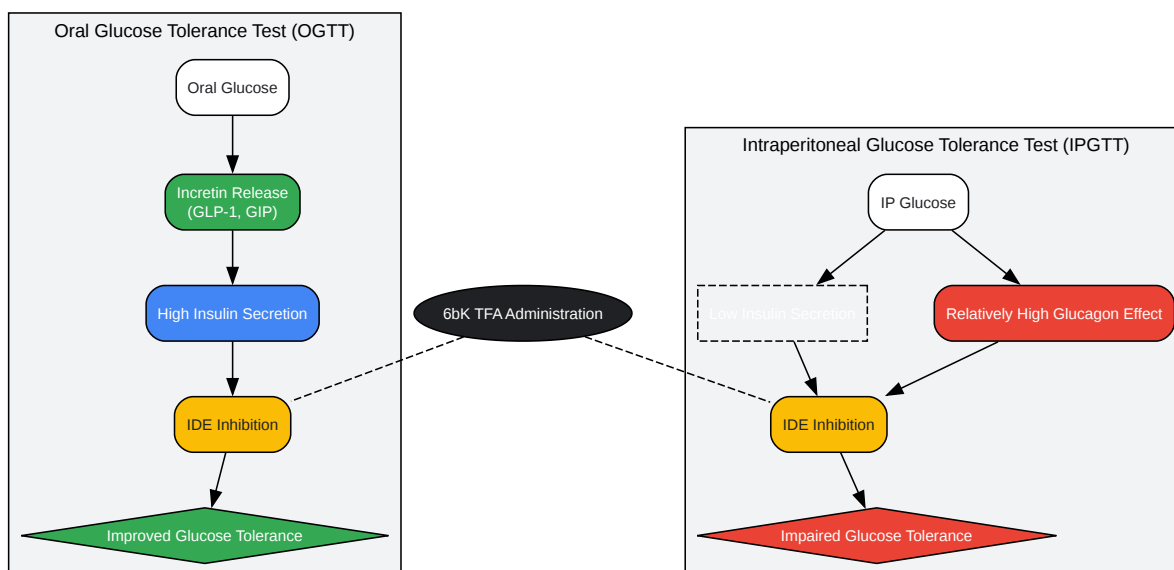 Oral Glucose Tolerance Test (OGTT)
Oral Glucose
Incretin Release
(GLP-1, GIP)
High Insulin Secretion
IDE Inhibition
Improved Glucose Tolerance
6bK TFA Administration
Intraperitoneal Glucose Tolerance Test (IPGTT)
IP Glucose
Low Insulin Secretion
Relatively High Glucagon Effect
IDE Inhibition
Impaired Glucose Tolerance